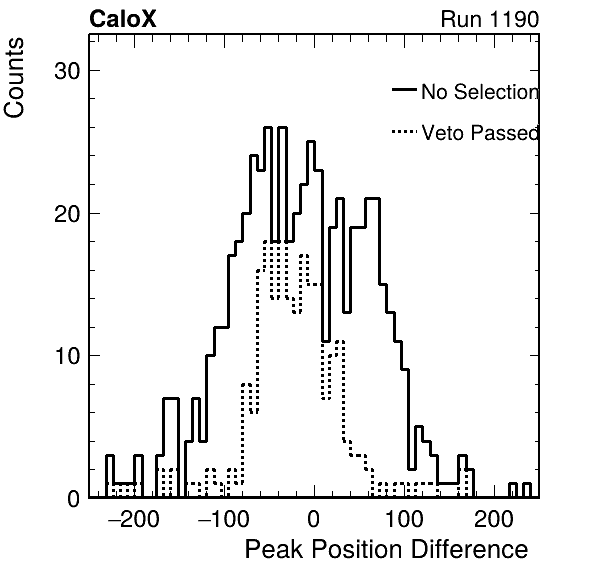 CaloX Run 1190
Counts
30
No Selection
Veto Passed
20
10
0
−200 −100 0 100 200
Peak Position Difference